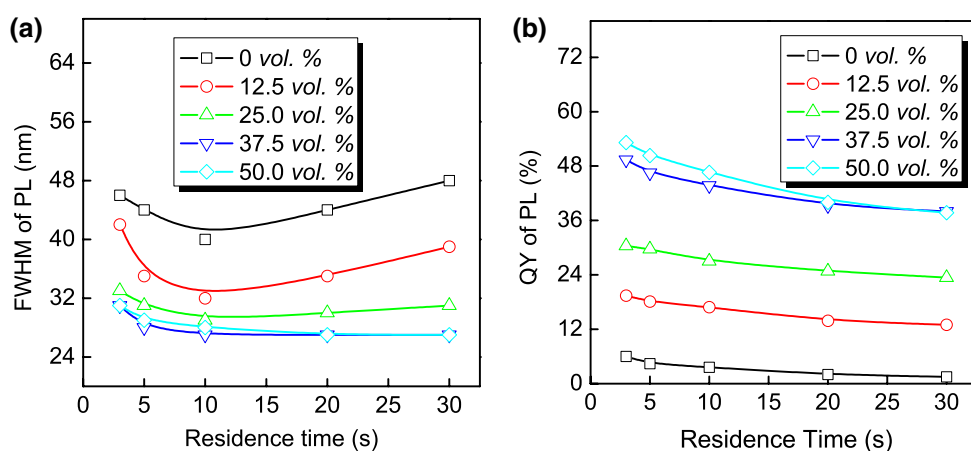 (a)
64
56
48
40
32
24
FWHM of PL (nm)
0 vol. %
12.5 vol. %
25.0 vol. %
37.5 vol. %
50.0 vol. %
0 5 10 15 20 25 30
Residence time (s)
(b)
72
60
48
36
24
12
0
QY of PL (%)
0 vol. %
12.5 vol. %
25.0 vol. %
37.5 vol. %
50.0 vol. %
0 5 10 15 20 25 30
Residence Time (s)